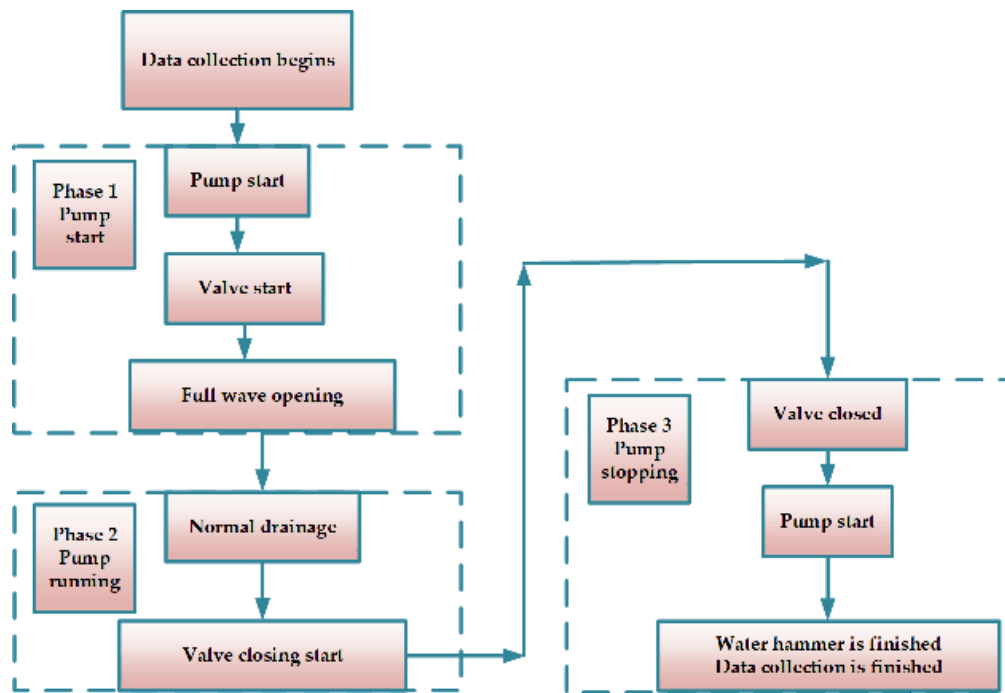 Data collection begins
Phase 1
Pump
start
Pump start
Valve start
Full wave opening
Phase 2
Pump
running
Normal drainage
Valve closing start
Phase 3
Pump
stopping
Valve closed
Pump start
Water hammer is finished
Data collection is finished